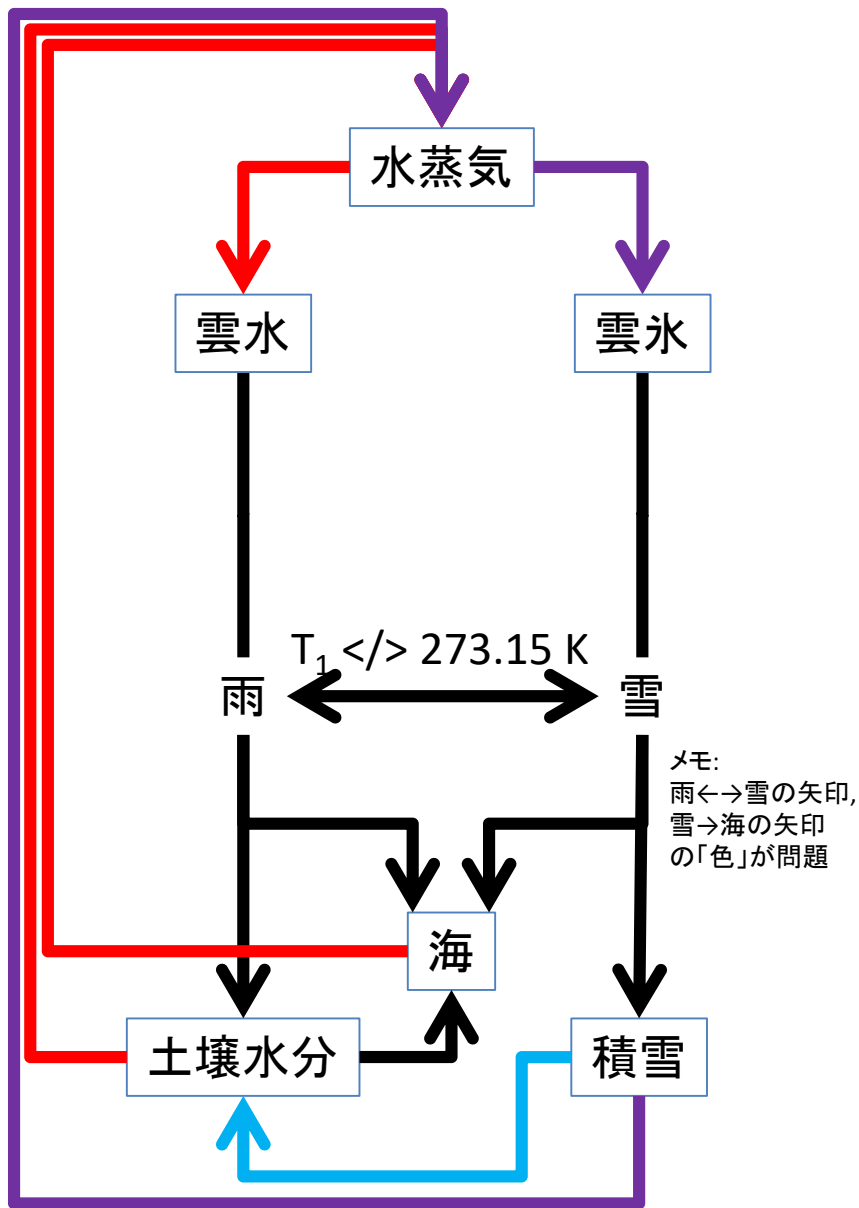 水蒸気
雲水
雲氷
T₁ </> 273.15 K
雨
雪
メモ:
雨←→雪の矢印,
雪→海の矢印
の「色」が問題
海
土壌水分
積雪